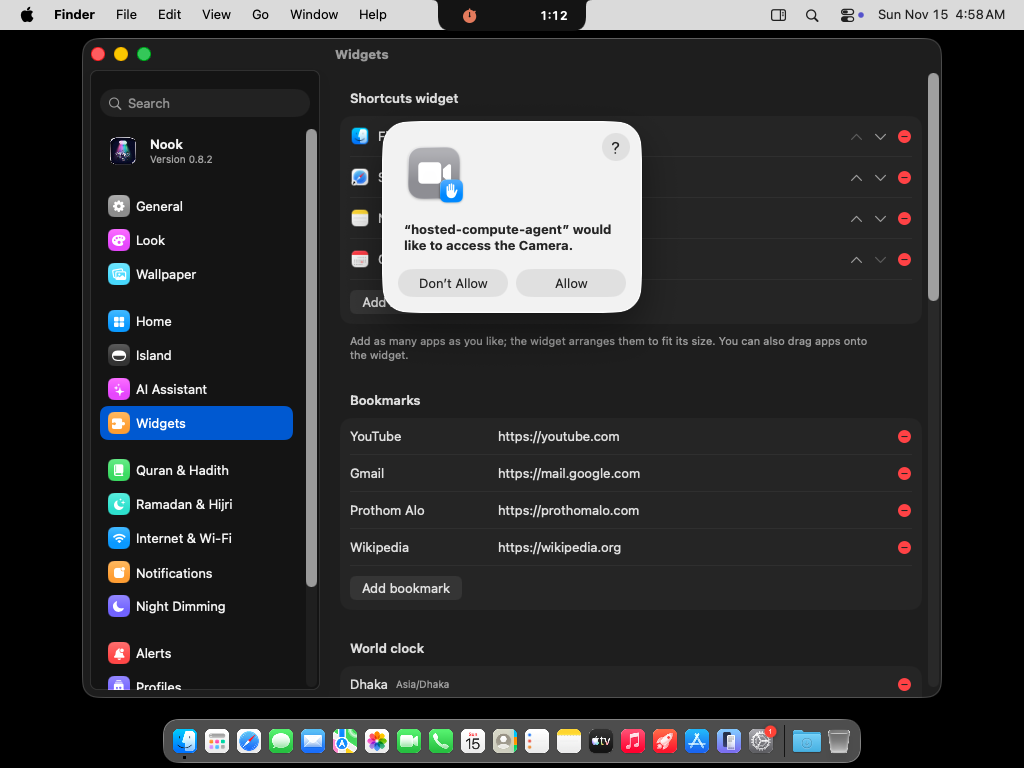 Finder File Edit View Go Window Help 1:12 Sun Nov 15 4:58 AM
Widgets
Search
Nook
Version 0.8.2
General
Look
Wallpaper
Home
Island
AI Assistant
Widgets
Quran & Hadith
Ramadan & Hijri
Internet & Wi-Fi
Notifications
Night Dimming
Alerts
Profiles
Shortcuts widget
Add
Add as many apps as you like; the widget arranges them to fit its size. You can also drag apps onto
the widget.
Bookmarks
YouTube https://youtube.com
Gmail https://mail.google.com
Prothom Alo https://prothomalo.com
Wikipedia https://wikipedia.org
Add bookmark
World clock
Dhaka Asia/Dhaka
?
“hosted-compute-agent” would
like to access the Camera.
Don’t Allow Allow
SUN
15
tv
1